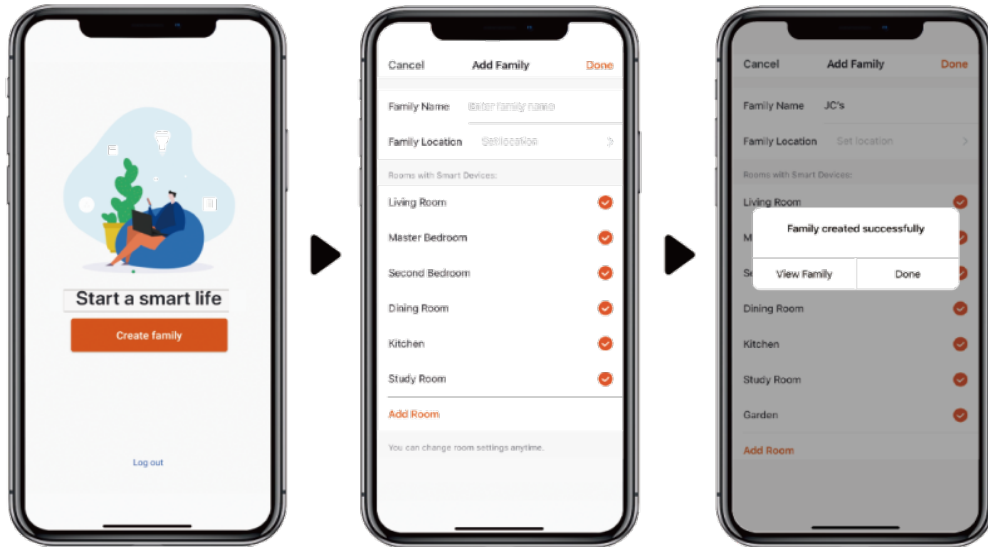 Start a smart life
Create family
Log out
Cancel Add Family Done
Family Name Enter family name
Family Location Set location
Rooms with Smart Devices:
Living Room
Master Bedroom
Second Bedroom
Dining Room
Kitchen
Study Room
Add Room
You can change room settings anytime.
Cancel Add Family Done
Family Name JC's
Family Location Set location
Rooms with Smart Devices:
Living Room
M
Family created successfully
Se
View Family Done
Dining Room
Kitchen
Study Room
Garden
Add Room